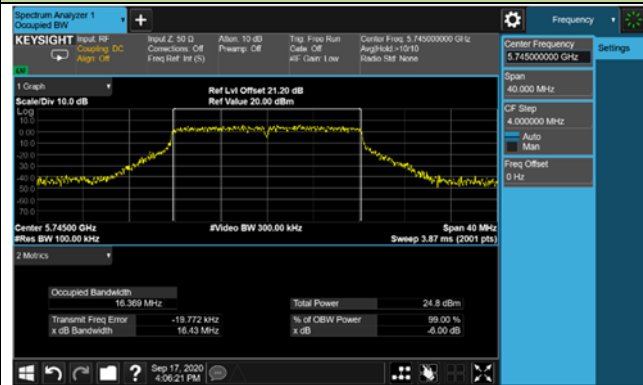 Spectrum Analyzer 1
Occupied BW
Frequency
KEYSIGHT
Input: RF
Coupling: DC
Align: Off
Input Z: 50 Ω
Corrections: Off
Freq Ref: Int (S)
Atten: 10 dB
Preamp: Off
Trig: Free Run
Gate: Off
#IF Gain: Low
Center Freq: 5.745000000 GHz
Avg|Hold:>10/10
Radio Std: None
Center Frequency
5.745000000 GHz
Settings
Span
40.000 MHz
CF Step
4.000000 MHz
Auto
Man
Freq Offset
0 Hz
1 Graph
Scale/Div 10.0 dB
Ref Lvl Offset 21.20 dB
Ref Value 20.00 dBm
Log
10.0
0.00
-10.0
-20.0
-30.0
-40.0
-50.0
-60.0
-70.0
Center 5.74500 GHz
#Res BW 100.00 kHz
#Video BW 300.00 kHz
Span 40 MHz
Sweep 3.87 ms (2001 pts)
2 Metrics
Occupied Bandwidth
16.369 MHz
Transmit Freq Error -19.772 kHz
x dB Bandwidth 16.43 MHz
Total Power 24.8 dBm
% of OBW Power 99.00 %
x dB -6.00 dB
Sep 17, 2020
4:06:21 PM